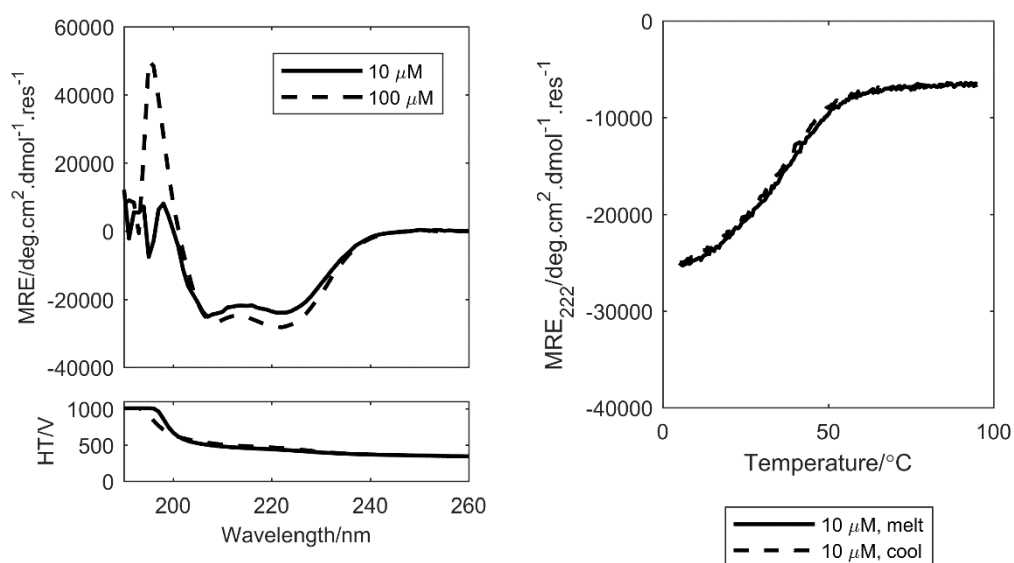 60000
40000
20000
0
-20000
-40000
MRE/deg.cm².dmol⁻¹.res⁻¹
10 μM
100 μM
1000
500
0
HT/V
200
220
240
260
Wavelength/nm
0
-10000
-20000
-30000
-40000
MRE₂₂₂/deg.cm².dmol⁻¹.res⁻¹
0
50
100
Temperature/°C
10 μM, melt
10 μM, cool